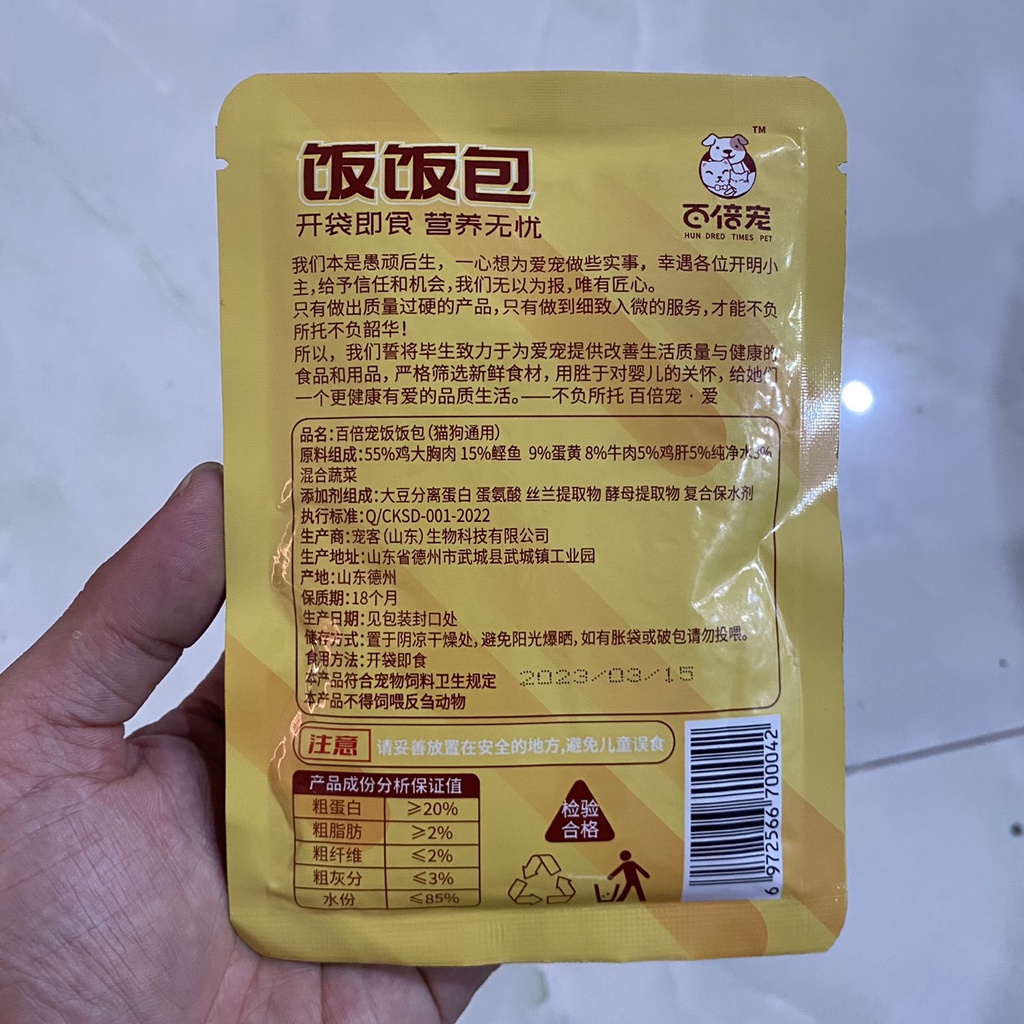 饭饭包
开袋即食 营养无忧
TM
百倍宠
HUN DRED TIMES PET
我们本是愚顽后生，一心想为爱宠做些实事，幸遇各位开明小
主，给予信任和机会，我们无以为报，唯有匠心。
只有做出质量过硬的产品，只有做到细致入微的服务，才能不负
所托不负韶华！
所以，我们誓将毕生致力于为爱宠提供改善生活质量与健康的
食品和用品，严格筛选新鲜食材，用胜于对婴儿的关怀，给她们
一个更健康有爱的品质生活。——不负所托 百倍宠·爱
品名：百倍宠饭饭包（猫狗通用）
原料组成：55%鸡大胸肉 15%鲣鱼 9%蛋黄 8%牛肉5%鸡肝5%纯净水3%
混合蔬菜
添加剂组成：大豆分离蛋白 蛋氨酸 丝兰提取物 酵母提取物 复合保水剂
执行标准：Q/CKSD-001-2022
生产商：宠客（山东）生物科技有限公司
生产地址：山东省德州市武城县武城镇工业园
产地：山东德州
保质期：18个月
生产日期：见包装封口处
储存方式：置于阴凉干燥处，避免阳光爆晒，如有胀袋或破包请勿投喂。
食用方法：开袋即食
本产品符合宠物饲料卫生规定
2023/03/15
本产品不得饲喂反刍动物
注意 请妥善放置在安全的地方，避免儿童误食
产品成份分析保证值
粗蛋白 ≥20%
粗脂肪 ≥2%
粗纤维 ≤2%
粗灰分 ≤3%
水份 ≤85%
检验
合格
6 972566 700042